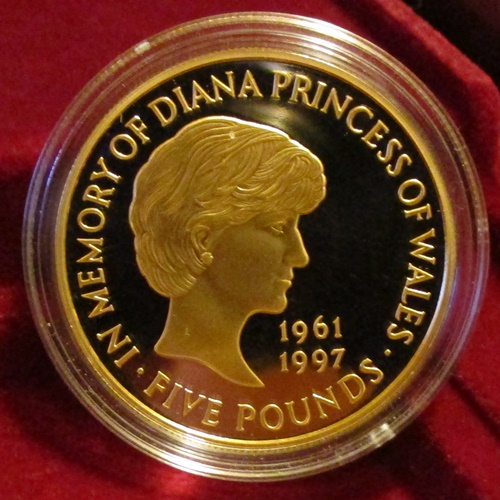 IN MEMORY OF DIANA PRINCESS OF WALES
1961
1997
· FIVE POUNDS ·